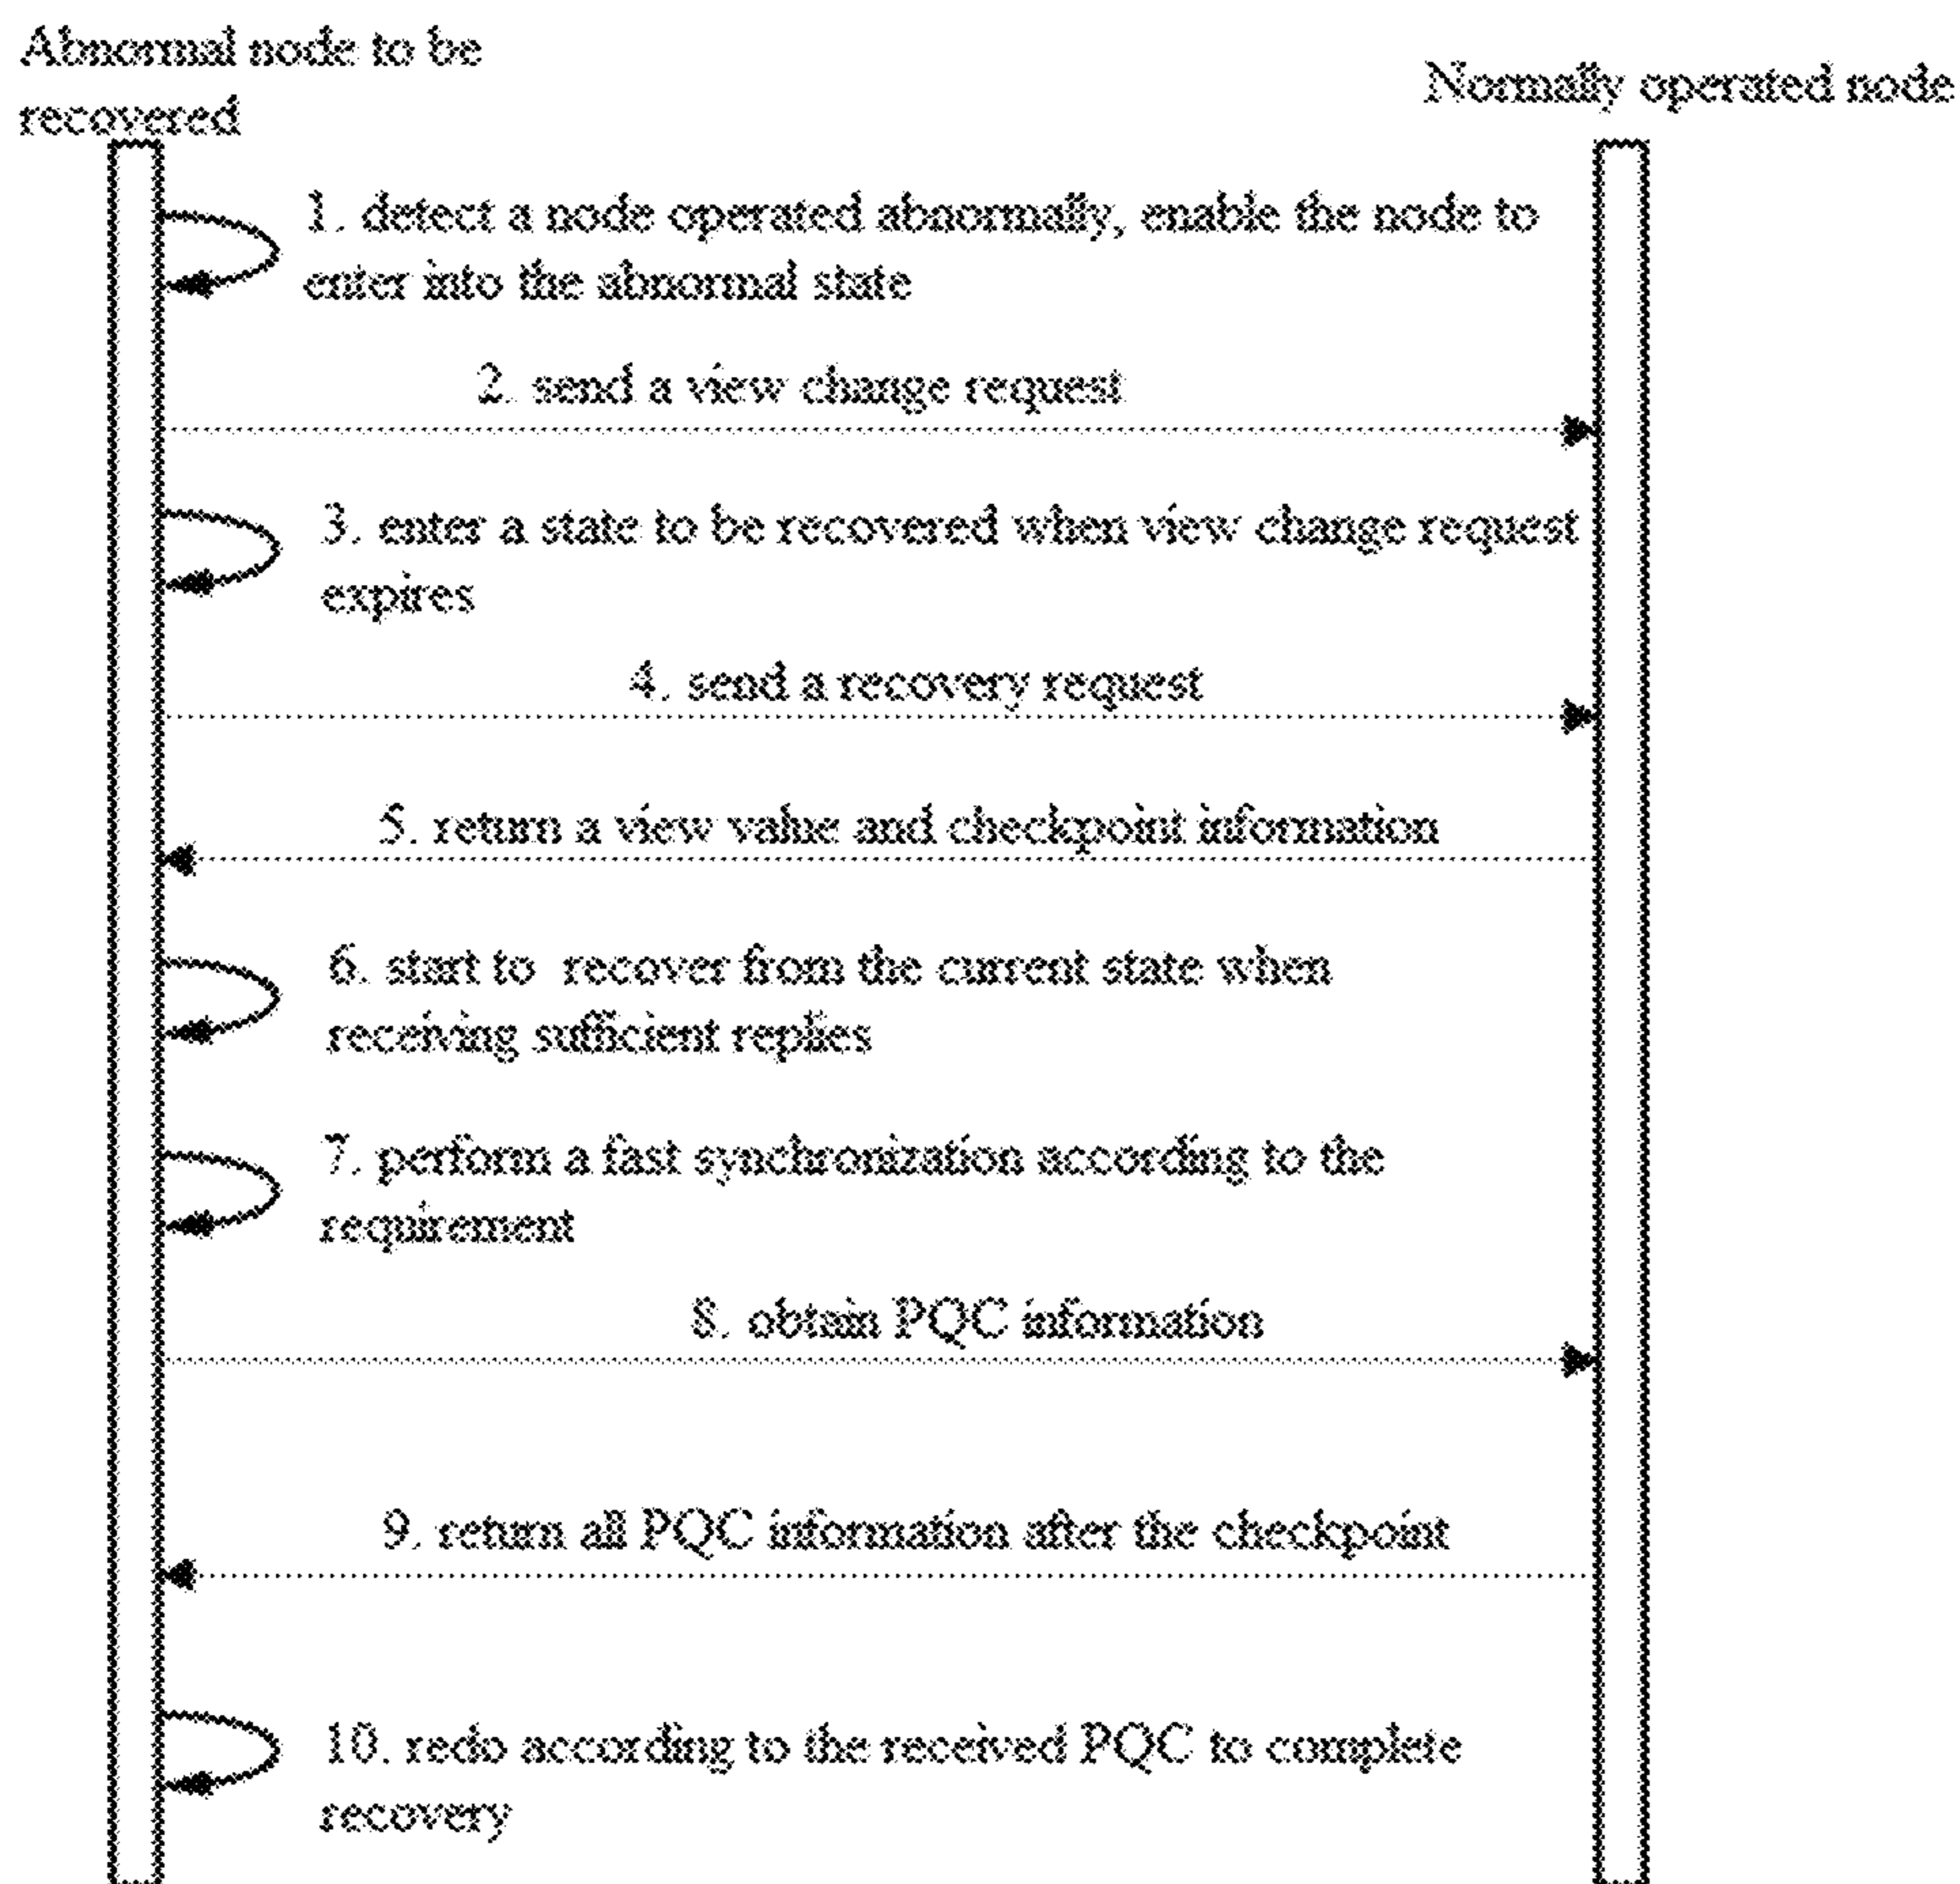 Abnormal node to be
recovered
Normally operated node
1. detect a node operated abnormally, enable the node to
enter into the abnormal state
2. send a view change request
3. enter a state to be recovered when view change request
expires
4. send a recovery request
5. return a view value and checkpoint information
6. start to recover from the current state when
receiving sufficient replies
7. perform a fast synchronization according to the
requirement
8. obtain PQC information
9. return all PQC information after the checkpoint
10. redo according to the received PQC to complete
recovery